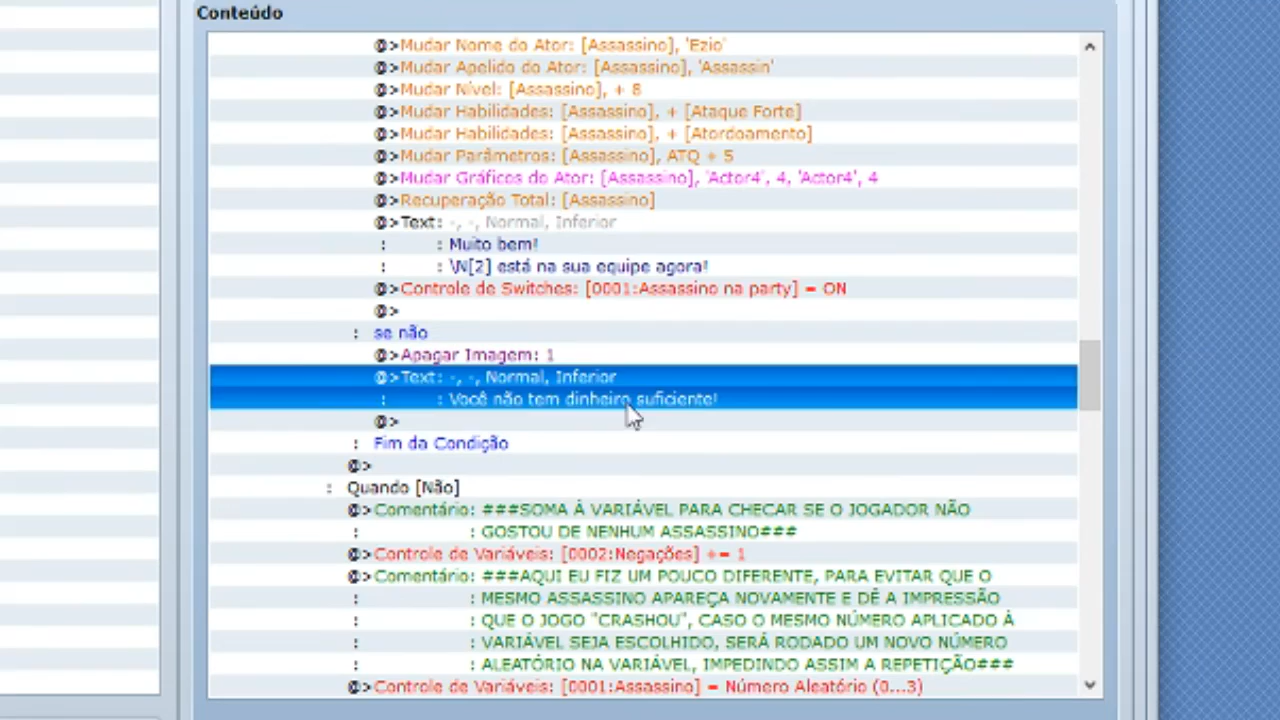 Conteúdo
@>Mudar Nome do Ator: [Assassino], 'Ezio'
@>Mudar Apelido do Ator: [Assassino], 'Assassin'
@>Mudar Nível: [Assassino], + 8
@>Mudar Habilidades: [Assassino], + [Ataque Forte]
@>Mudar Habilidades: [Assassino], + [Atordoamento]
@>Mudar Parâmetros: [Assassino], ATQ + 5
@>Mudar Gráficos do Ator: [Assassino], 'Actor4', 4, 'Actor4', 4
@>Recuperação Total: [Assassino]
@>Text: -, -, Normal, Inferior
: : Muito bem!
: : \N[2] está na sua equipe agora!
@>Controle de Switches: [0001:Assassino na party] = ON
@>
: se não
@>Apagar Imagem: 1
@>Text: -, -, Normal, Inferior
: : Você não tem dinheiro suficiente!
@>
: Fim da Condição
@>
: Quando [Não]
@>Comentário: ###SOMA À VARIÁVEL PARA CHECAR SE O JOGADOR NÃO
: : GOSTOU DE NENHUM ASSASSINO###
@>Controle de Variáveis: [0002:Negações] += 1
@>Comentário: ###AQUI EU FIZ UM POUCO DIFERENTE, PARA EVITAR QUE O
: : MESMO ASSASSINO APAREÇA NOVAMENTE E DÊ A IMPRESSÃO
: : QUE O JOGO "CRASHOU", CASO O MESMO NÚMERO APLICADO À
: : VARIÁVEL SEJA ESCOLHIDO, SERÁ RODADO UM NOVO NÚMERO
: : ALEATÓRIO NA VARIÁVEL, IMPEDINDO ASSIM A REPETIÇÃO###
@>Controle de Variáveis: [0001:Assassino] = Número Aleatório (0...3)